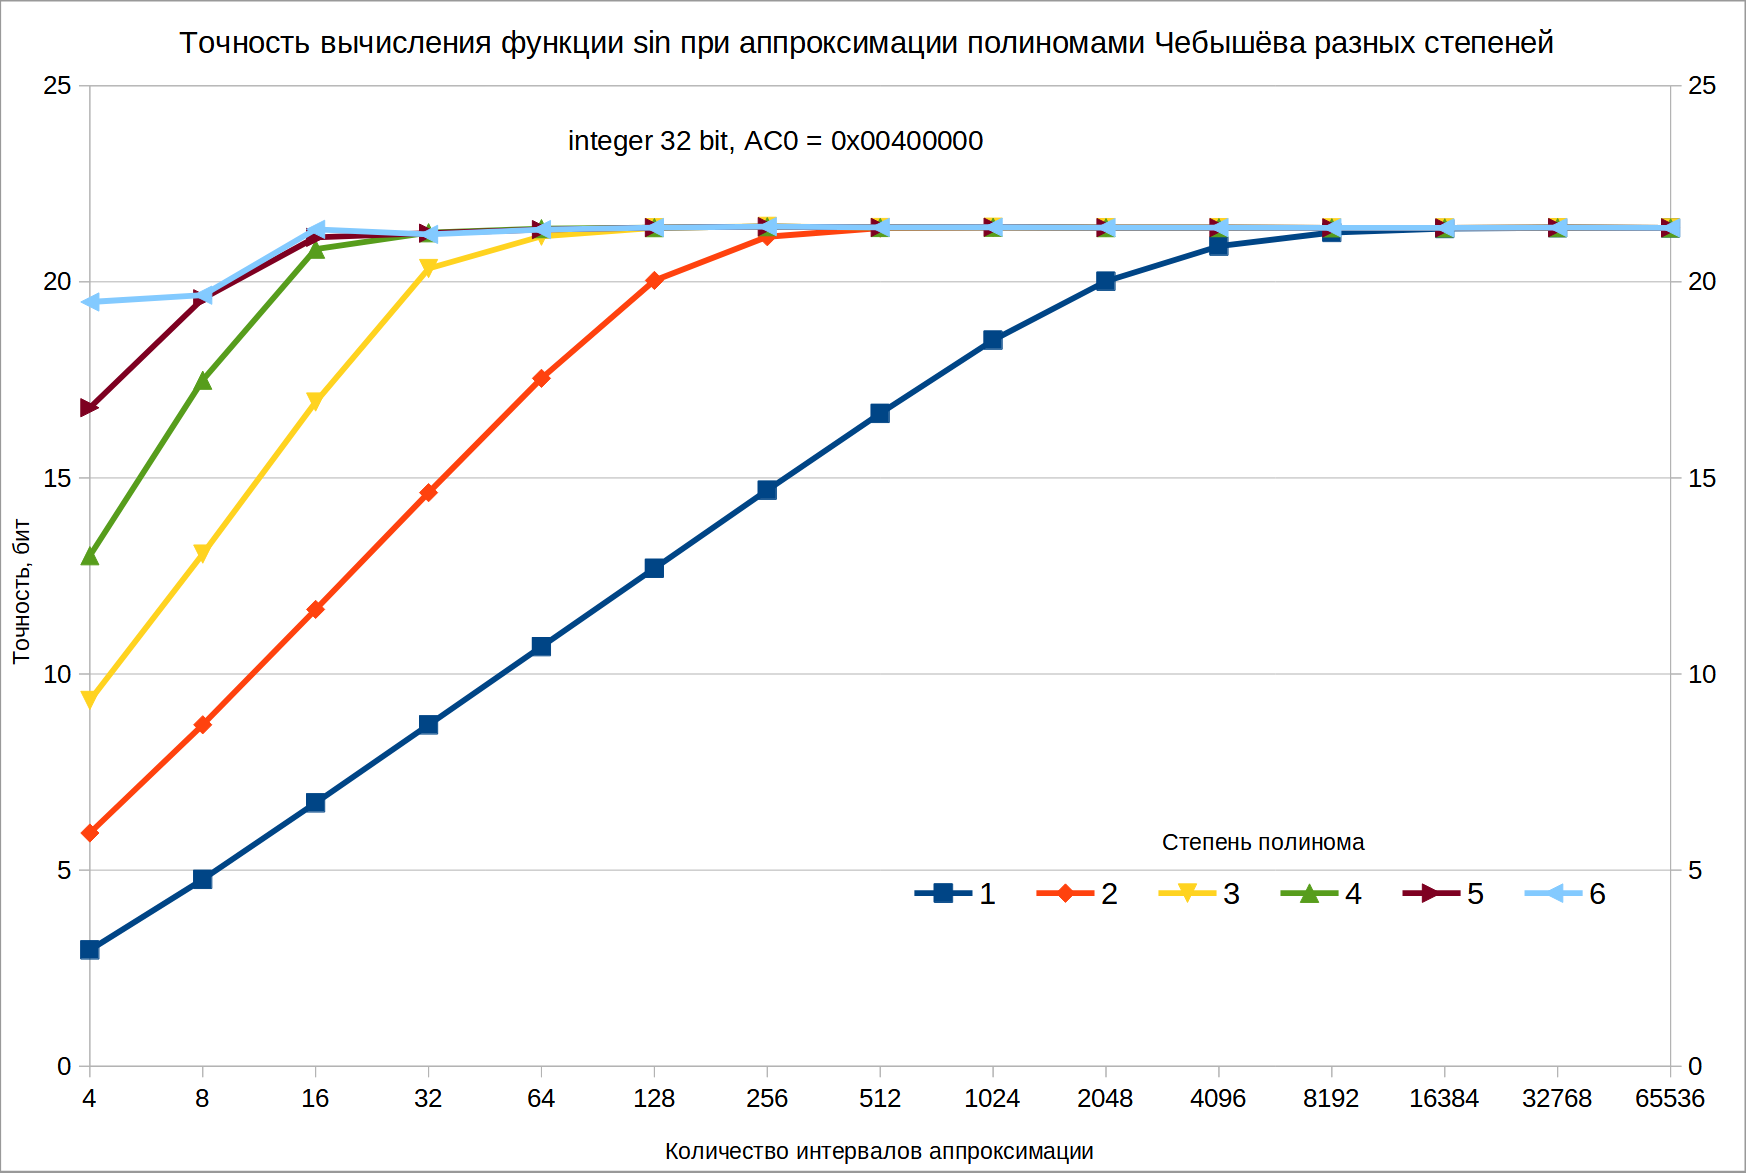 Точность вычисления функции sin при аппроксимации полиномами Чебышёва разных степеней
integer 32 bit, AC0 = 0x00400000
25 25
20 20
15 15
10 10
5 5
0 0
Точность, бит
Степень полинома
1 2 3 4 5 6
4 8 16 32 64 128 256 512 1024 2048 4096 8192 16384 32768 65536
Количество интервалов аппроксимации